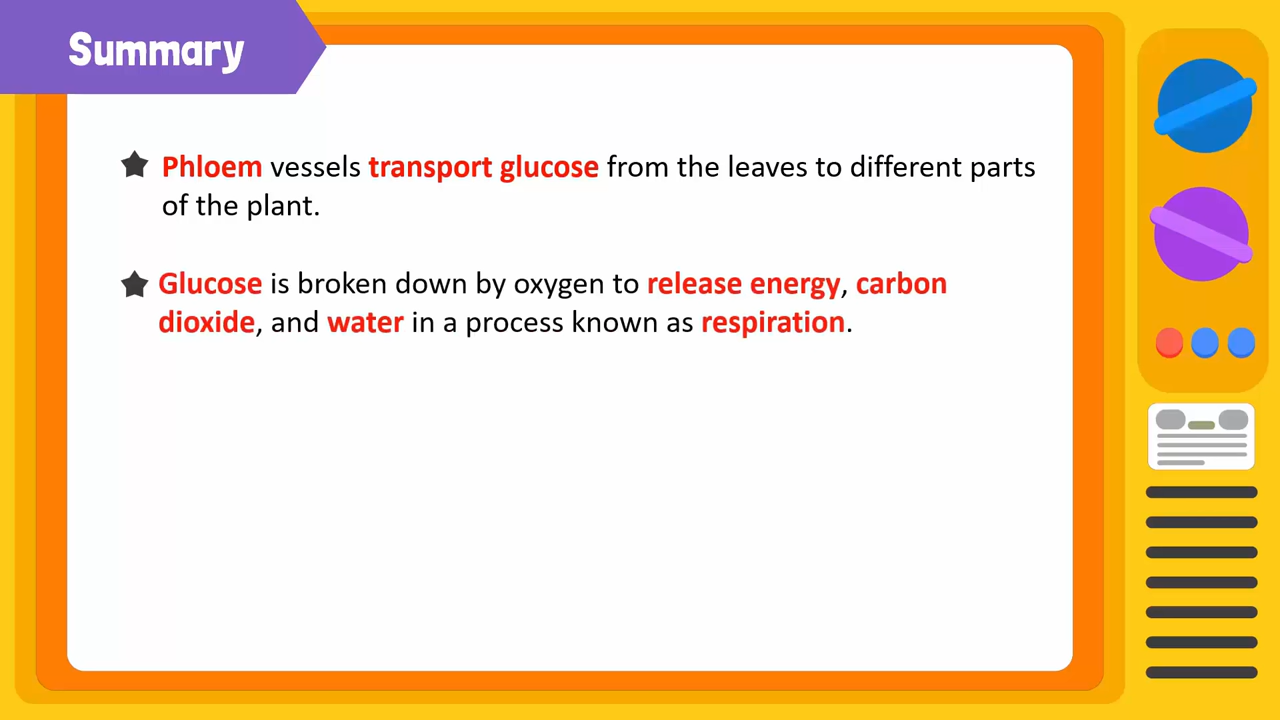 Summary
Phloem vessels transport glucose from the leaves to different parts
of the plant.
Glucose is broken down by oxygen to release energy, carbon
dioxide, and water in a process known as respiration.